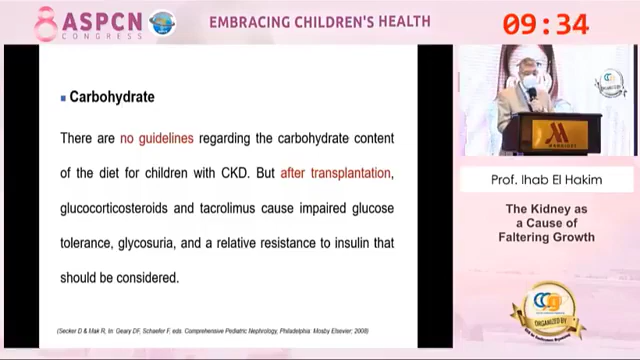 8 ASPCN
CONGRESS
EMBRACING CHILDREN'S HEALTH
09:34
▪ Carbohydrate
There are no guidelines regarding the carbohydrate content
of the diet for children with CKD. But after transplantation,
glucocorticosteroids and tacrolimus cause impaired glucose
tolerance, glycosuria, and a relative resistance to insulin that
should be considered.
(Secker D & Mak R, In: Geary DF, Schaefer F, eds. Comprehensive Pediatric Nephrology, Philadelphia Mosby Elsevier; 2008)
MARRIOTT
Prof. Ihab El Hakim
The Kidney as
a Cause of
Faltering Growth
ORGANIZED BY